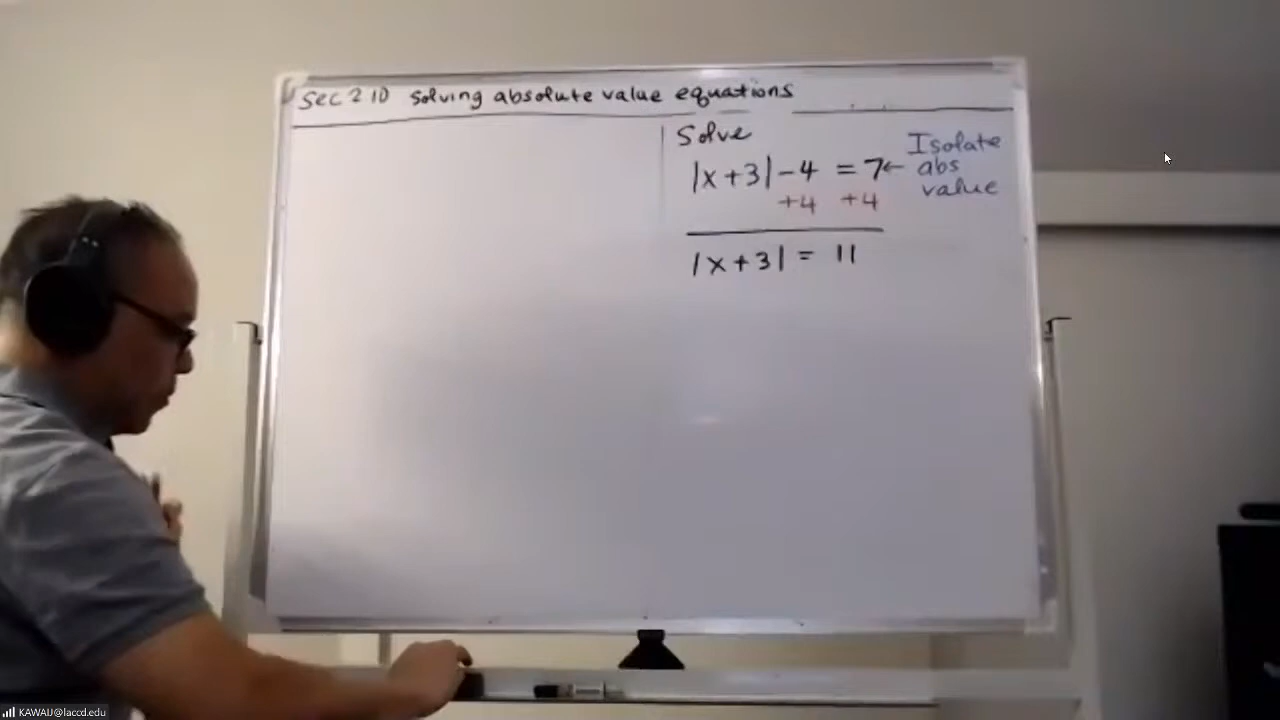 Sec 2 10 Solving absolute value equations
Solve
|x+3|-4 = 7←
+4 +4
|x+3| = 11
Isolate
abs
value
KAWAIJ@laccd.edu